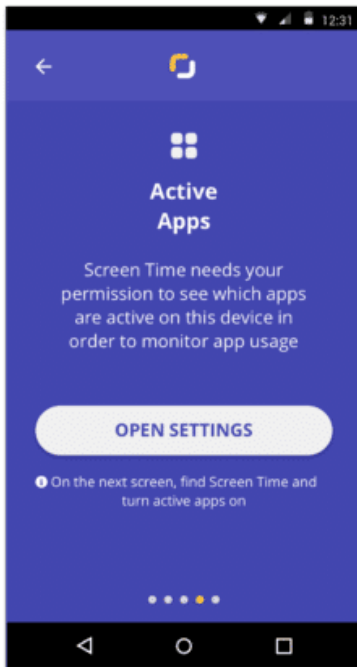 12:31
Active
Apps
Screen Time needs your
permission to see which apps
are active on this device in
order to monitor app usage
OPEN SETTINGS
On the next screen, find Screen Time and
turn active apps on